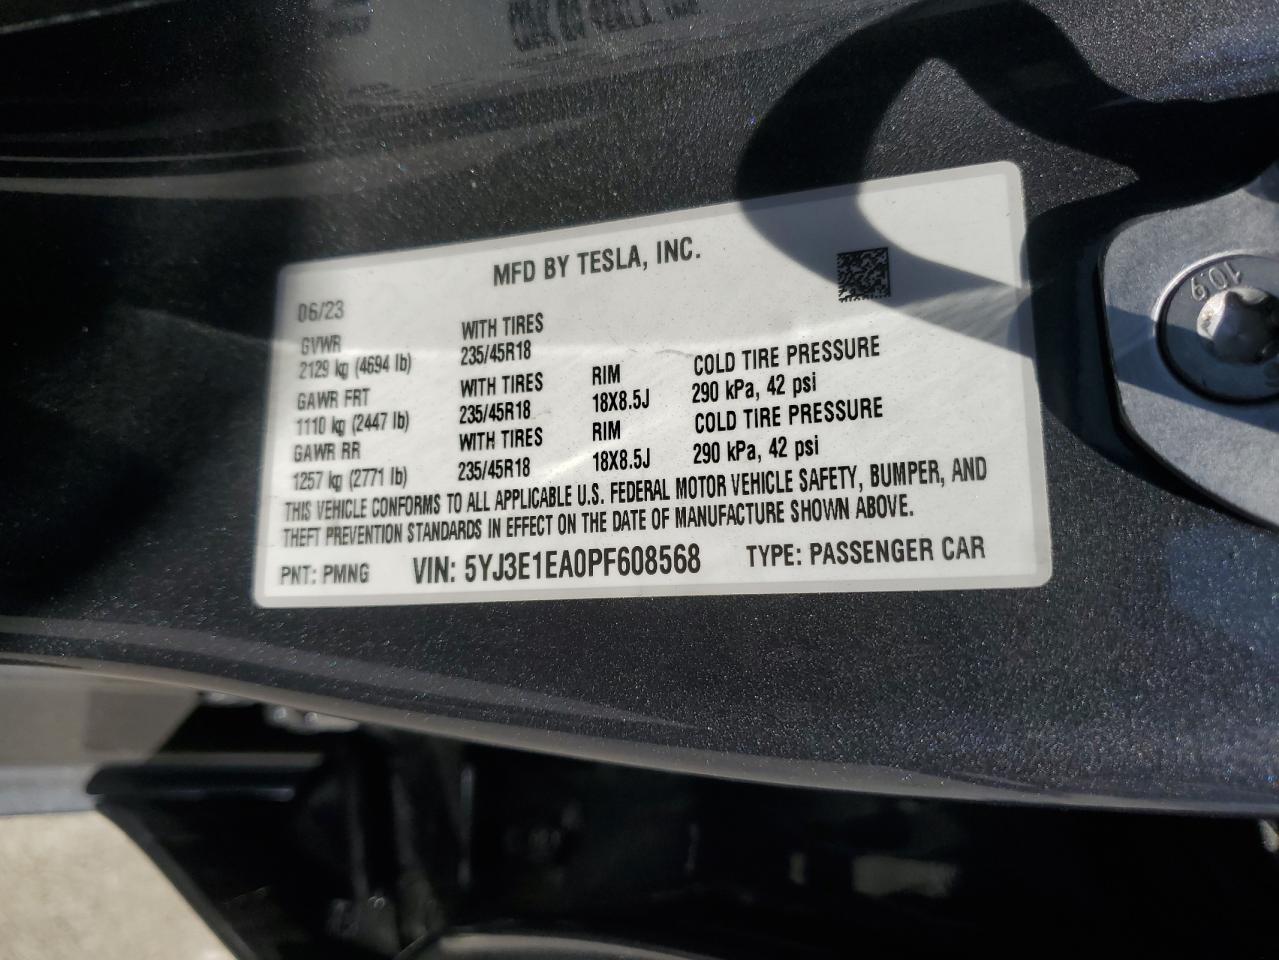 MFD BY TESLA, INC.
06/23
GVWR WITH TIRES
2129 kg (4694 lb) 235/45R18
GAWR FRT WITH TIRES RIM COLD TIRE PRESSURE
1110 kg (2447 lb) 235/45R18 18X8.5J 290 kPa, 42 psi
GAWR RR WITH TIRES RIM COLD TIRE PRESSURE
1257 kg (2771 lb) 235/45R18 18X8.5J 290 kPa, 42 psi
THIS VEHICLE CONFORMS TO ALL APPLICABLE U.S. FEDERAL MOTOR VEHICLE SAFETY, BUMPER, AND
THEFT PREVENTION STANDARDS IN EFFECT ON THE DATE OF MANUFACTURE SHOWN ABOVE.
PNT: PMNG VIN: 5YJ3E1EA0PF608568 TYPE: PASSENGER CAR
10.9